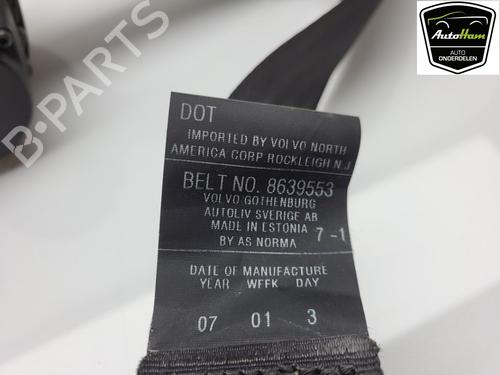 AutoHam
AUTO
ONDERDELEN
B-PARTS
DOT
IMPORTED BY VOLVO NORTH
AMERICA CORP ROCKLEIGH N.J
BELT NO. 8639553
VOLVO GOTHENBURG
AUTOLIV SVERIGE AB
MADE IN ESTONIA 7-1
BY AS NORMA
DATE OF MANUFACTURE
YEAR WEEK DAY
07 01 3